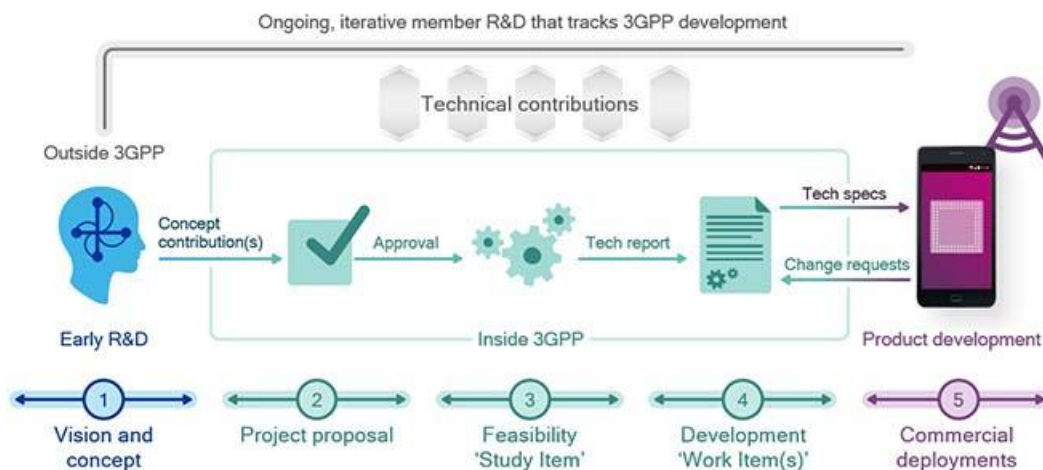 Ongoing, iterative member R&D that tracks 3GPP development
Technical contributions
Outside 3GPP
Concept
contribution(s)
Approval
Tech report
Tech specs
Change requests
Early R&D
Inside 3GPP
Product development
1
2
3
4
5
Vision and
concept
Project proposal
Feasibility
‘Study Item’
Development
‘Work Item(s)’
Commercial
deployments